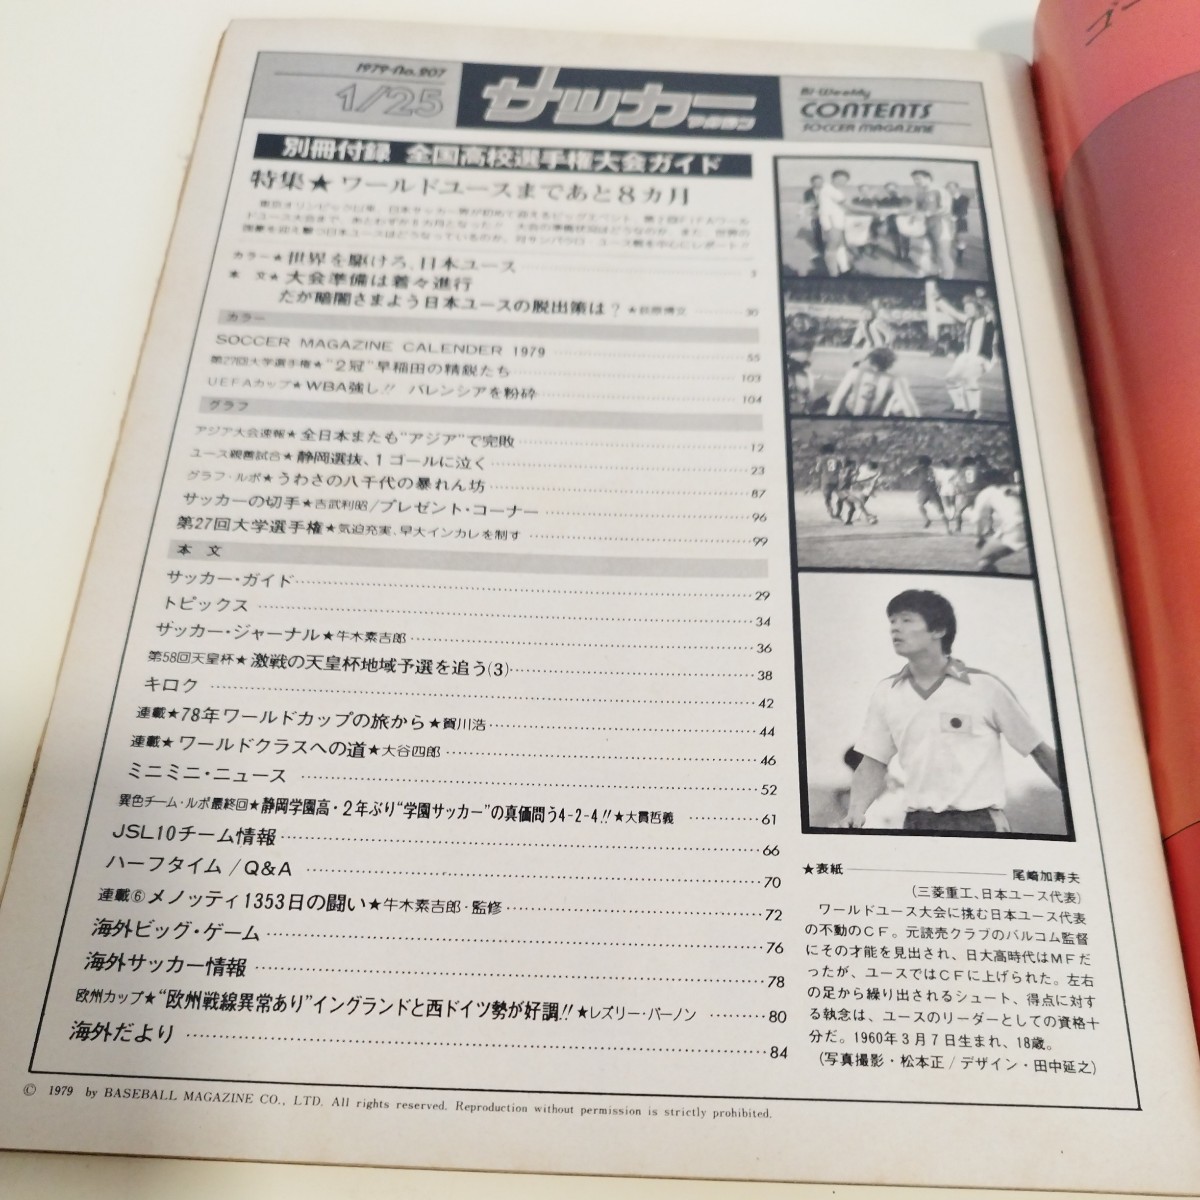 1979-No.207
1/25
サッカー
マガジン
Bi-Weekly
CONTENTS
SOCCER MAGAZINE
別冊付録 全国高校選手権大会ガイド
特集★ワールドユースまであと8カ月
カラー★世界を駆けろ、日本ユース 5
本 文★大会準備は着々進行
だが暗闇さまよう日本ユースの脱出策は? 30
カラー
SOCCER MAGAZINE CALENDER 1979 55
第27回大学選手権★“2冠”早稲田の精鋭たち 103
UEFAカップ★WBA強し!! バレンシアを粉砕 104
グラフ
アジア大会速報★全日本またも“アジア”で完敗 12
ユース親善試合★静岡選抜、1ゴールに泣く 23
グラフ・ルポ★うわさの八千代の暴れん坊 87
サッカーの切手★吉武利昭/プレゼント・コーナー 96
第27回大学選手権★気迫充実、早大インカレを制す 99
本 文
サッカー・ガイド 29
トピックス 34
サッカー・ジャーナル★牛木素吉郎 36
第58回天皇杯★激戦の天皇杯地域予選を追う(3) 38
キロク 42
連載★78年ワールドカップの旅から★賀川浩 44
連載★ワールドクラスへの道★大谷四郎 46
ミニミニ・ニュース 52
異色チーム・ルポ最終回★静岡学園高・2年ぶり“学園サッカー”の真価問う4-2-4!!★大貫哲義 61
JSL10チーム情報 66
ハーフタイム/Q&A 70
連載⑥メノッティ1353日の闘い★牛木素吉郎・監修 72
海外ビッグ・ゲーム 76
海外サッカー情報 78
欧州カップ★“欧州戦線異常あり”イングランドと西ドイツ勢が好調!!★レズリー・バーノン 80
海外だより 84
★表紙 尾崎加寿夫
(三菱重工、日本ユース代表)
ワールドユース大会に挑む日本ユース代表
の不動のCF。元読売クラブのバルコム監督
にその才能を見出され、日大高時代はMFだ
ったが、ユースではCFに上げられた。左右
の足から繰り出されるシュート、得点に対す
る執念は、ユースのリーダーとしての資格十
分だ。1960年3月7日生まれ、18歳。
(写真撮影・松本正/デザイン・田中延之)
© 1979 by BASEBALL MAGAZINE CO., LTD. All rights reserved. Reproduction without permission is strictly prohibited.